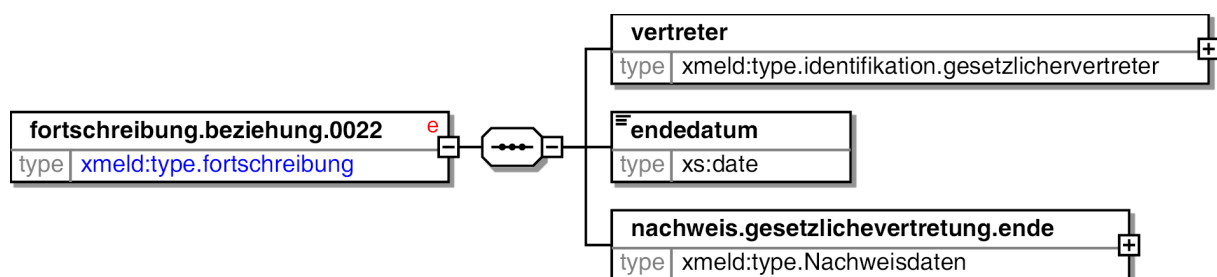 vertreter
type xmeld:type.identifikation.gesetzlichervertreter
fortschreibung.beziehung.0022 e
type xmeld:type.fortschreibung
endedatum
type xs:date
nachweis.gesetzlichevertretung.ende
type xmeld:type.Nachweisdaten